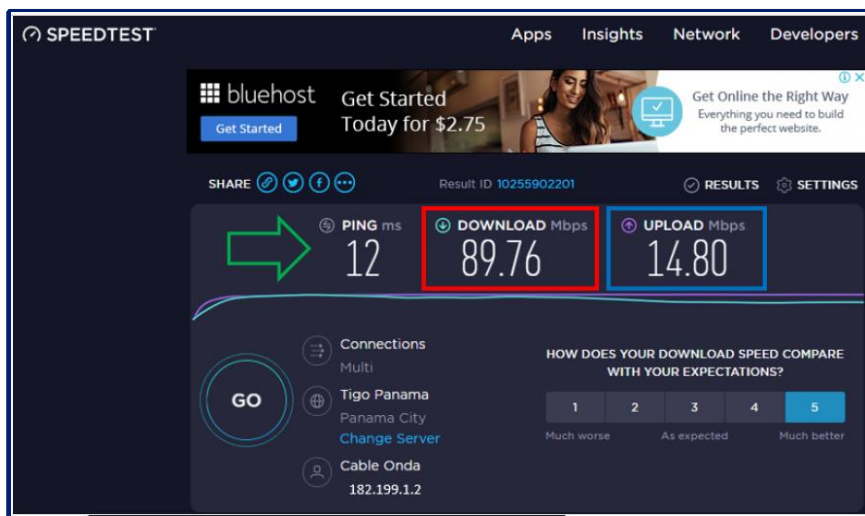 SPEEDTEST
Apps Insights Network Developers
bluehost
Get Started
Get Started
Today for $2.75
Get Online the Right Way
Everything you need to build
the perfect website.
SHARE
Result ID 10255902201
RESULTS SETTINGS
PING ms
12
DOWNLOAD Mbps
89.76
UPLOAD Mbps
14.80
GO
Connections
Multi
Tigo Panama
Panama City
Change Server
Cable Onda
182.199.1.2
HOW DOES YOUR DOWNLOAD SPEED COMPARE
WITH YOUR EXPECTATIONS?
1 2 3 4 5
Much worse As expected Much better